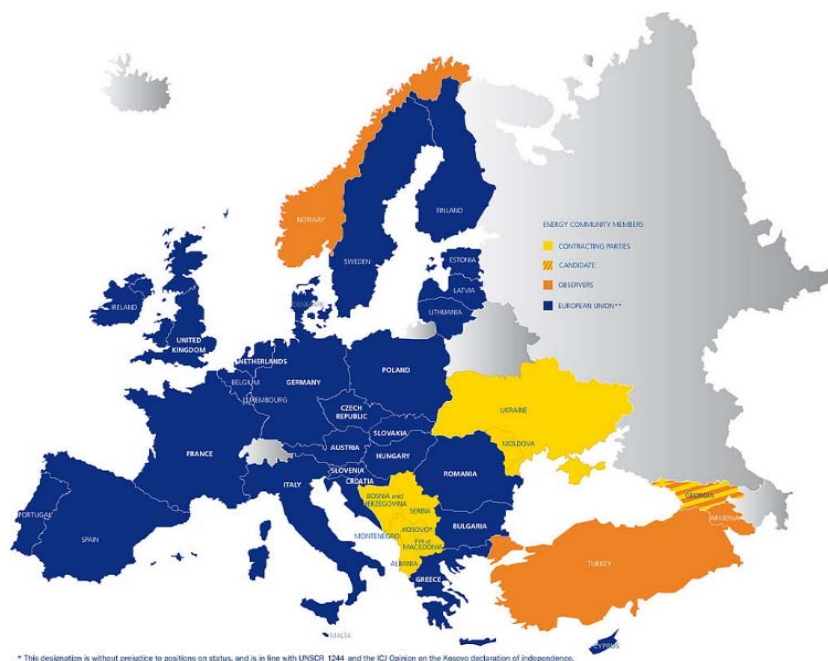 NORWAY
FINLAND
SWEDEN
ESTONIA
LATVIA
LITHUANIA
IRELAND
UNITED
KINGDOM
NETHERLANDS
BELGIUM
LUXEMBOURG
GERMANY
POLAND
CZECH
REPUBLIC
SLOVAKIA
AUSTRIA
HUNGARY
SLOVENIA
CROATIA
FRANCE
ITALY
ROMANIA
BULGARIA
UKRAINE
MOLDOVA
BOSNIA and
HERZEGOVINA
SERBIA
KOSOVO*
MONTENEGRO
MACEDONIA
ALBANIA
GREECE
PORTUGAL
SPAIN
MALTA
CYPRUS
TURKEY
GEORGIA
ARMENIA
ENERGY COMMUNITY MEMBERS
CONTRACTING PARTIES
CANDIDATE
OBSERVERS
EUROPEAN UNION**
* This designation is without prejudice to positions on status, and is in line with UNSCR 1244 and the ICJ Opinion on the Kosovo declaration of independence.